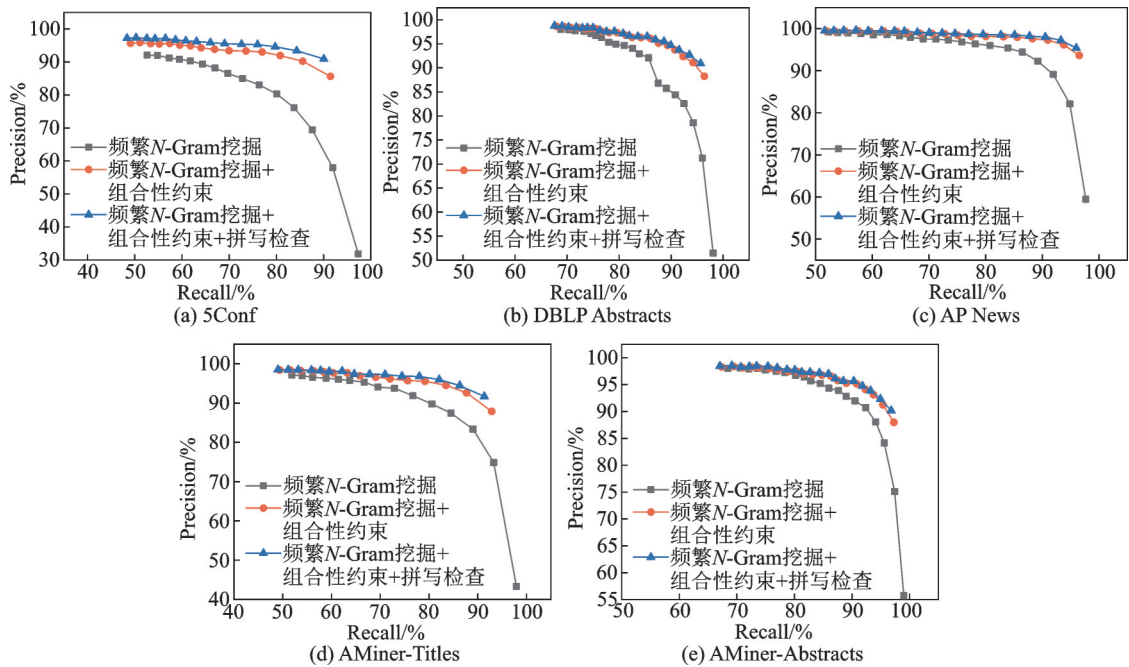 100
90
80
70
60
50
40
30
Precision/%
频繁N-Gram挖掘
频繁N-Gram挖掘+
组合性约束
频繁N-Gram挖掘+
组合性约束+拼写检查
40 50 60 70 80 90 100
Recall/%
(a) 5Conf
100
95
90
85
80
75
70
65
60
55
50
Precision/%
频繁N-Gram挖掘
频繁N-Gram挖掘+
组合性约束
频繁N-Gram挖掘+
组合性约束+拼写检查
50 60 70 80 90 100
Recall/%
(b) DBLP Abstracts
100
90
80
70
60
50
Precision/%
频繁N-Gram挖掘
频繁N-Gram挖掘+
组合性约束
频繁N-Gram挖掘+
组合性约束+拼写检查
50 60 70 80 90 100
Recall/%
(c) AP News
100
90
80
70
60
50
40
Precision/%
频繁N-Gram挖掘
频繁N-Gram挖掘+
组合性约束
频繁N-Gram挖掘+
组合性约束+拼写检查
40 50 60 70 80 90 100
Recall/%
(d) AMiner-Titles
100
95
90
85
80
75
70
65
60
55
Precision/%
频繁N-Gram挖掘
频繁N-Gram挖掘+
组合性约束
频繁N-Gram挖掘+
组合性约束+拼写检查
50 60 70 80 90 100
Recall/%
(e) AMiner-Abstracts